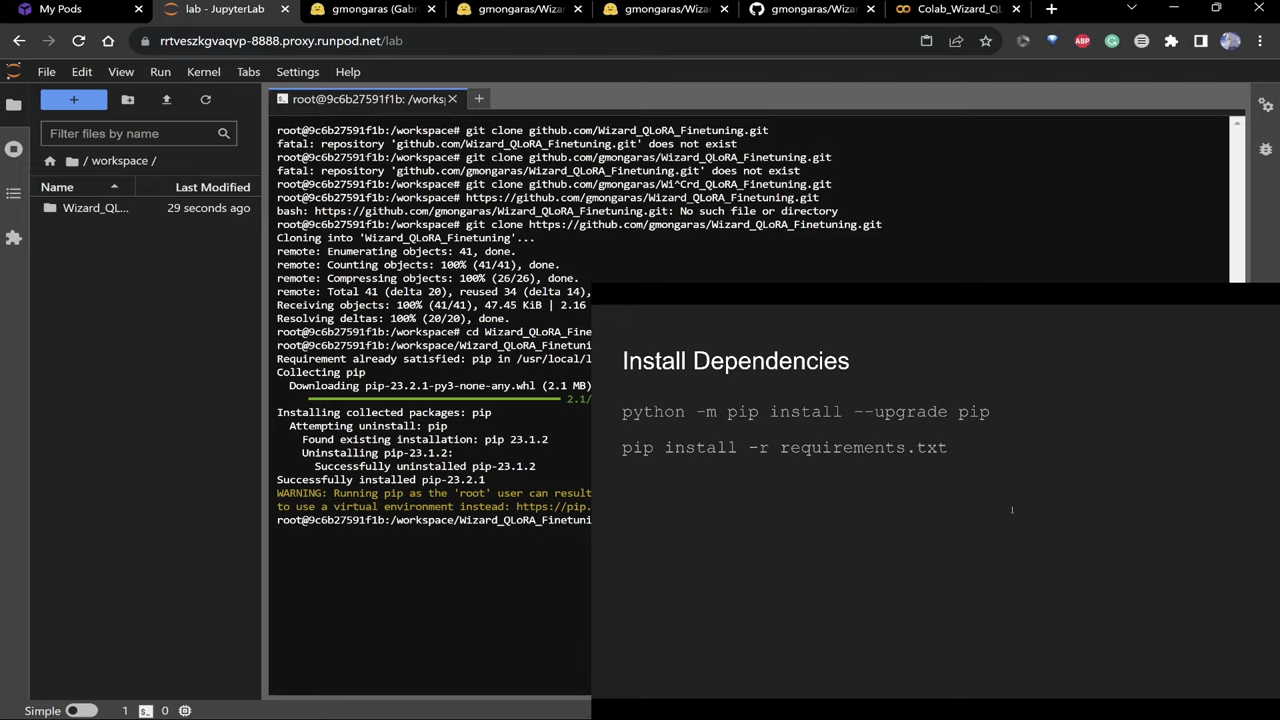 My Pods
lab - JupyterLab
gmongaras (Gabri
gmongaras/Wizar
gmongaras/Wizar
gmongaras/Wizar
Colab_Wizard_QL
rrtveszkgvaqvp-8888.proxy.runpod.net/lab
ABP
File Edit View Run Kernel Tabs Settings Help
root@9c6b27591f1b: /works
Filter files by name
/ workspace /
Name Last Modified
Wizard_QL... 29 seconds ago
root@9c6b27591f1b:/workspace# git clone github.com/Wizard_QLoRA_Finetuning.git
fatal: repository 'github.com/Wizard_QLoRA_Finetuning.git' does not exist
root@9c6b27591f1b:/workspace# git clone github.com/gmongaras/Wizard_QLoRA_Finetuning.git
fatal: repository 'github.com/gmongaras/Wizard_QLoRA_Finetuning.git' does not exist
root@9c6b27591f1b:/workspace# git clone github.com/gmongaras/Wi^Crd_QLoRA_Finetuning.git
root@9c6b27591f1b:/workspace# https://github.com/gmongaras/Wizard_QLoRA_Finetuning.git
bash: https://github.com/gmongaras/Wizard_QLoRA_Finetuning.git: No such file or directory
root@9c6b27591f1b:/workspace# git clone https://github.com/gmongaras/Wizard_QLoRA_Finetuning.git
Cloning into 'Wizard_QLoRA_Finetuning'...
remote: Enumerating objects: 41, done.
remote: Counting objects: 100% (41/41), done.
remote: Compressing objects: 100% (26/26), done.
remote: Total 41 (delta 20), reused 34 (delta 14),
Receiving objects: 100% (41/41), 47.45 KiB | 2.16
Resolving deltas: 100% (20/20), done.
root@9c6b27591f1b:/workspace# cd Wizard_QLoRA_Fine
root@9c6b27591f1b:/workspace/Wizard_QLoRA_Finetuni
Requirement already satisfied: pip in /usr/local/l
Collecting pip
Downloading pip-23.2.1-py3-none-any.whl (2.1 MB)
2.1/
Installing collected packages: pip
Attempting uninstall: pip
Found existing installation: pip 23.1.2
Uninstalling pip-23.1.2:
Successfully uninstalled pip-23.1.2
Successfully installed pip-23.2.1
WARNING: Running pip as the 'root' user can result
to use a virtual environment instead: https://pip.
root@9c6b27591f1b:/workspace/Wizard_QLoRA_Finetuni
Install Dependencies
python -m pip install --upgrade pip
pip install -r requirements.txt
Simple 1 0